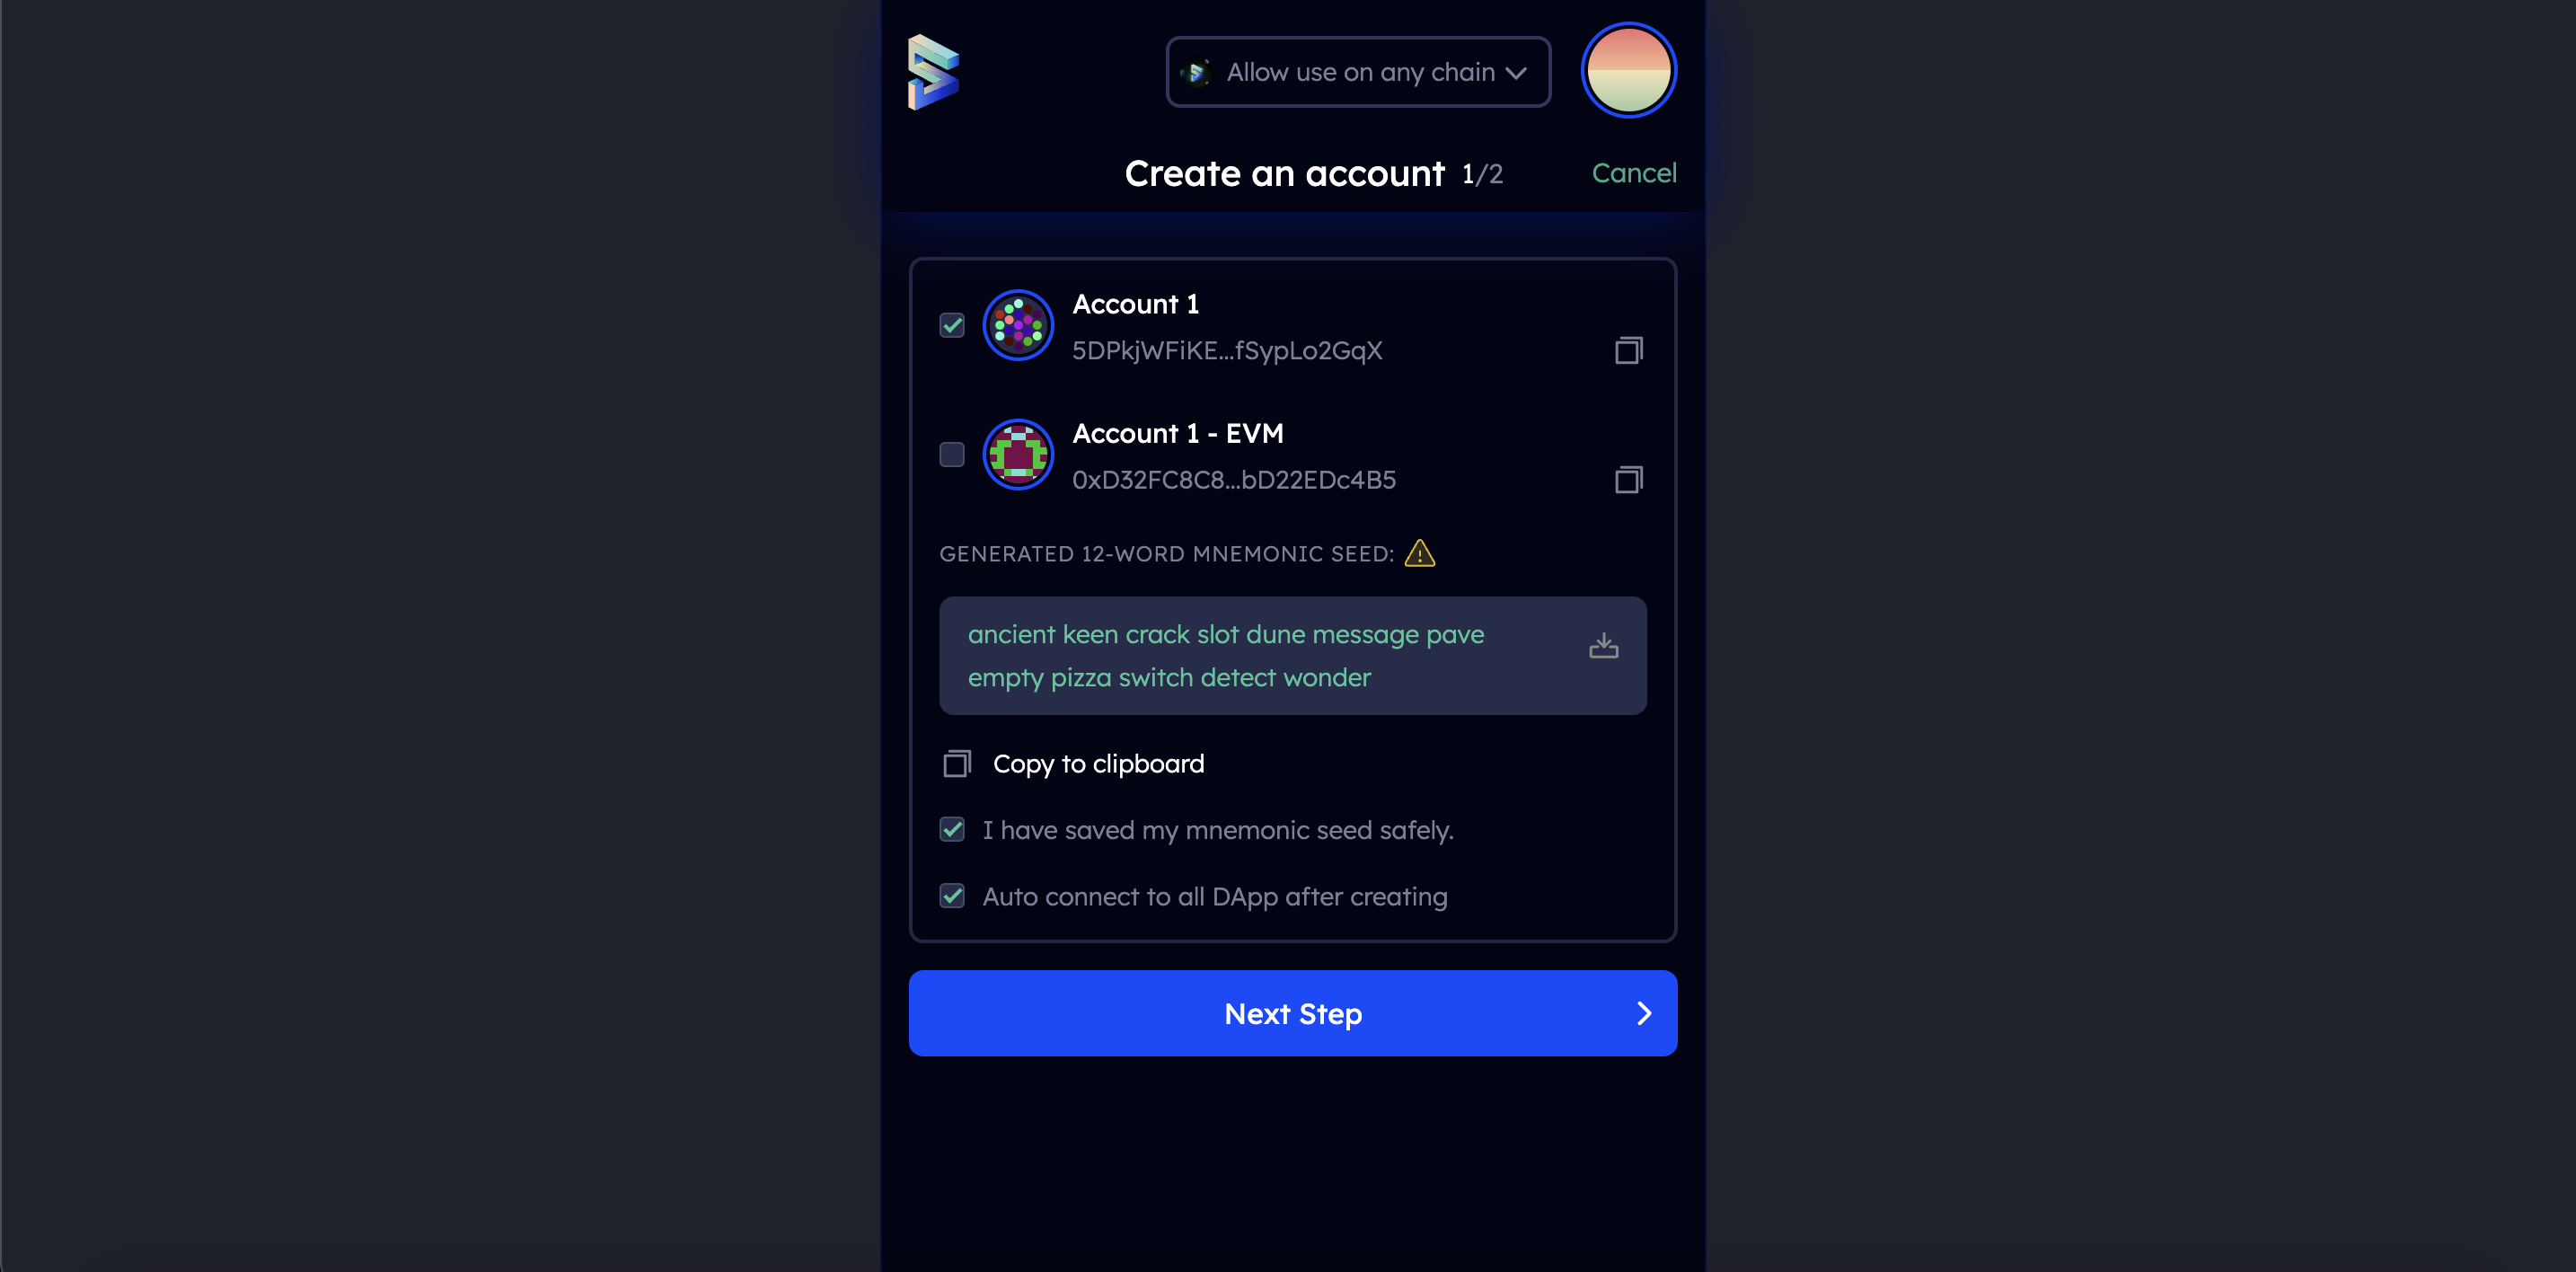 Allow use on any chain
Create an account 1/2
Cancel
Account 1
5DPkjWFiKE...fSypLo2GqX
Account 1 - EVM
0xD32FC8C8...bD22EDc4B5
GENERATED 12-WORD MNEMONIC SEED:
ancient keen crack slot dune message pave
empty pizza switch detect wonder
Copy to clipboard
I have saved my mnemonic seed safely.
Auto connect to all DApp after creating
Next Step